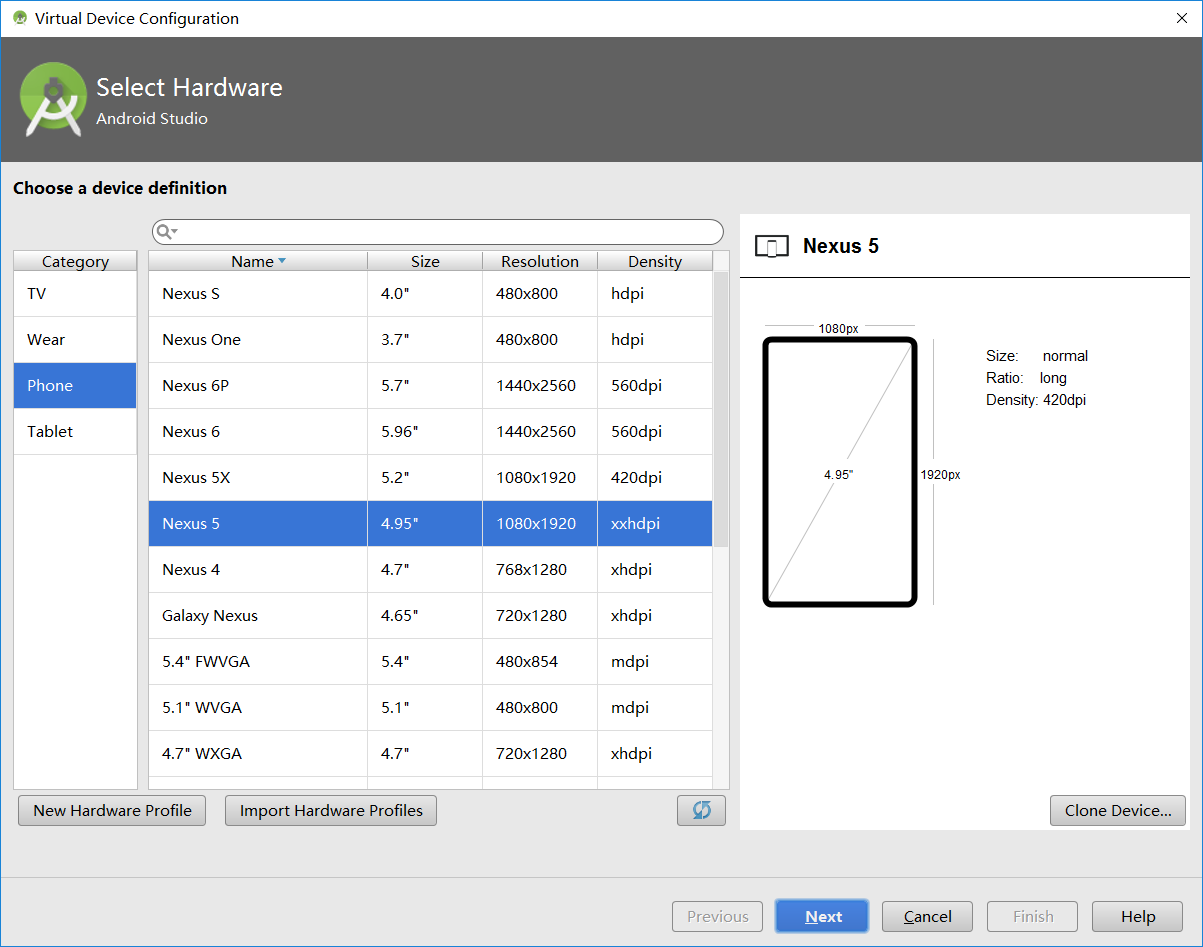 Virtual Device Configuration
Select Hardware
Android Studio
Choose a device definition
Category
TV
Wear
Phone
Tablet
Name Size Resolution Density
Nexus S 4.0" 480x800 hdpi
Nexus One 3.7" 480x800 hdpi
Nexus 6P 5.7" 1440x2560 560dpi
Nexus 6 5.96" 1440x2560 560dpi
Nexus 5X 5.2" 1080x1920 420dpi
Nexus 5 4.95" 1080x1920 xxhdpi
Nexus 4 4.7" 768x1280 xhdpi
Galaxy Nexus 4.65" 720x1280 xhdpi
5.4" FWVGA 5.4" 480x854 mdpi
5.1" WVGA 5.1" 480x800 mdpi
4.7" WXGA 4.7" 720x1280 xhdpi
New Hardware Profile Import Hardware Profiles
Nexus 5
1080px
4.95"
1920px
Size: normal
Ratio: long
Density: 420dpi
Clone Device...
Previous Next Cancel Finish Help